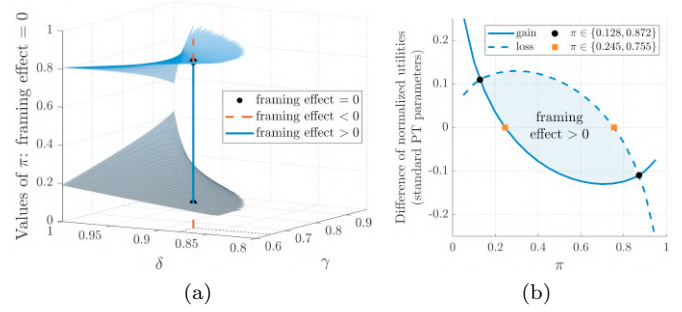 Values of π: framing effect = 0
1
0.8
0.6
0.4
0.2
0
1
0.95
0.9
0.85
0.8
δ
0.6
0.7
0.8
0.9
γ
framing effect = 0
framing effect < 0
framing effect > 0
(a)
Difference of normalized utilities
(standard PT parameters)
0.2
0.1
0
-0.1
-0.2
0
0.2
0.4
0.6
0.8
1
π
gain
loss
π ∈ {0.128, 0.872}
π ∈ {0.245, 0.755}
framing
effect > 0
(b)